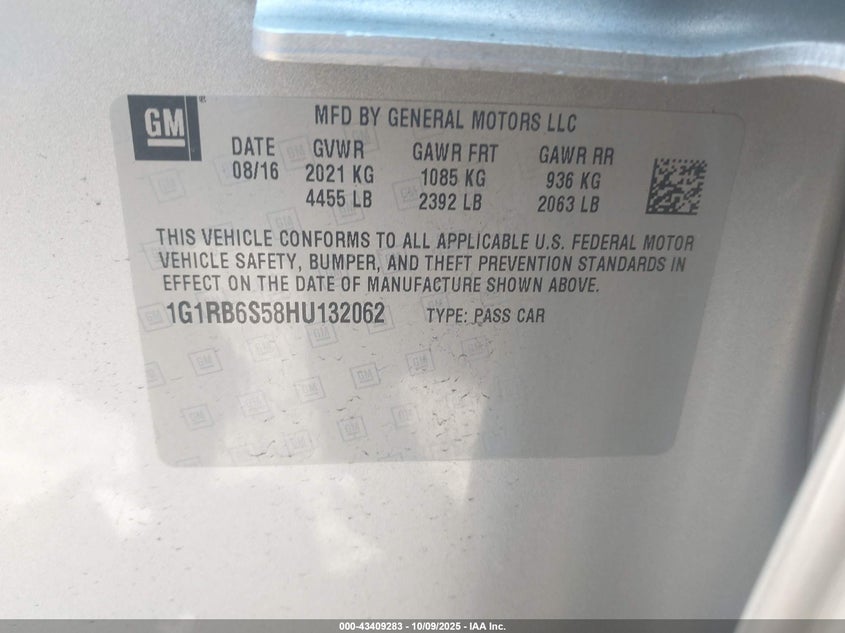 GM ®
MFD BY GENERAL MOTORS LLC
DATE GVWR GAWR FRT GAWR RR
08/16 2021 KG 1085 KG 936 KG
4455 LB 2392 LB 2063 LB
THIS VEHICLE CONFORMS TO ALL APPLICABLE U.S. FEDERAL MOTOR
VEHICLE SAFETY, BUMPER, AND THEFT PREVENTION STANDARDS IN
EFFECT ON THE DATE OF MANUFACTURE SHOWN ABOVE.
1G1RB6S58HU132062 TYPE: PASS CAR
000-43409283 - 10/09/2025 - IAA Inc.